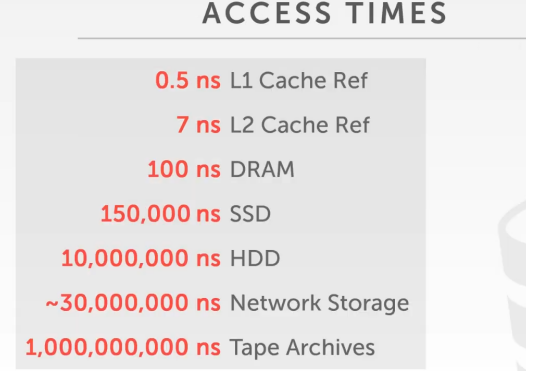 ACCESS TIMES
0.5 ns L1 Cache Ref
7 ns L2 Cache Ref
100 ns DRAM
150,000 ns SSD
10,000,000 ns HDD
~30,000,000 ns Network Storage
1,000,000,000 ns Tape Archives